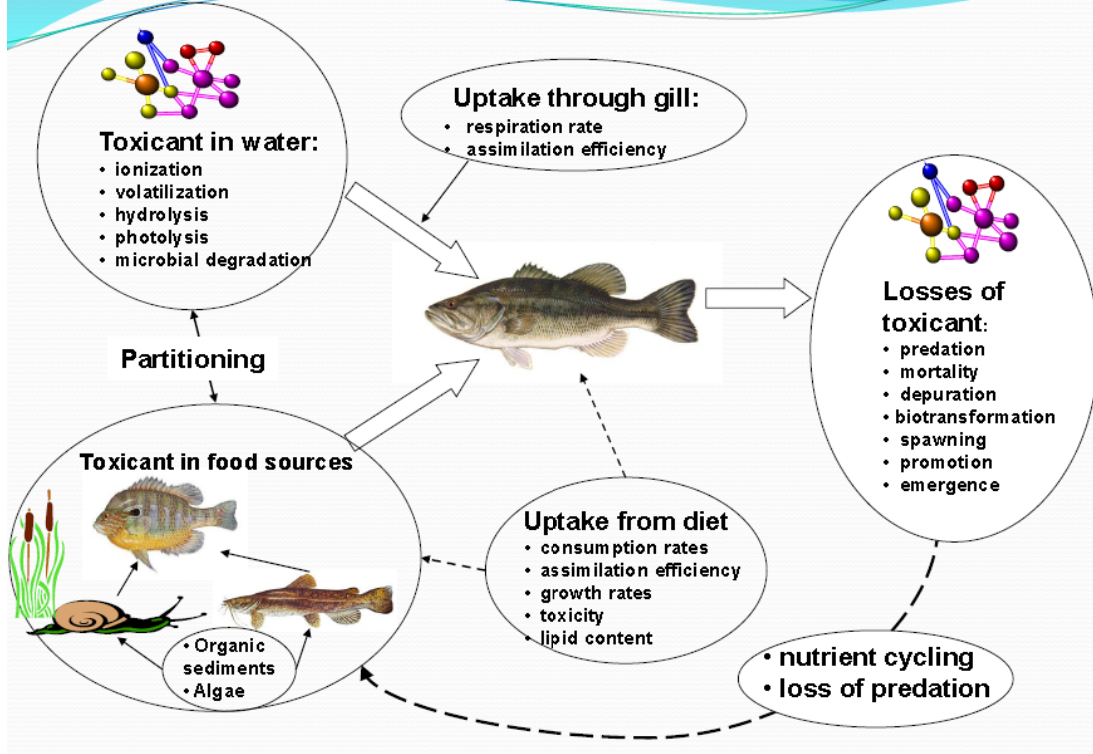 Toxicant in water:
• ionization
• volatilization
• hydrolysis
• photolysis
• microbial degradation
Uptake through gill:
• respiration rate
• assimilation efficiency
Losses of
toxicant:
• predation
• mortality
• depuration
• biotransformation
• spawning
• promotion
• emergence
Partitioning
Toxicant in food sources
• Organic
sediments
• Algae
Uptake from diet
• consumption rates
• assimilation efficiency
• growth rates
• toxicity
• lipid content
• nutrient cycling
• loss of predation